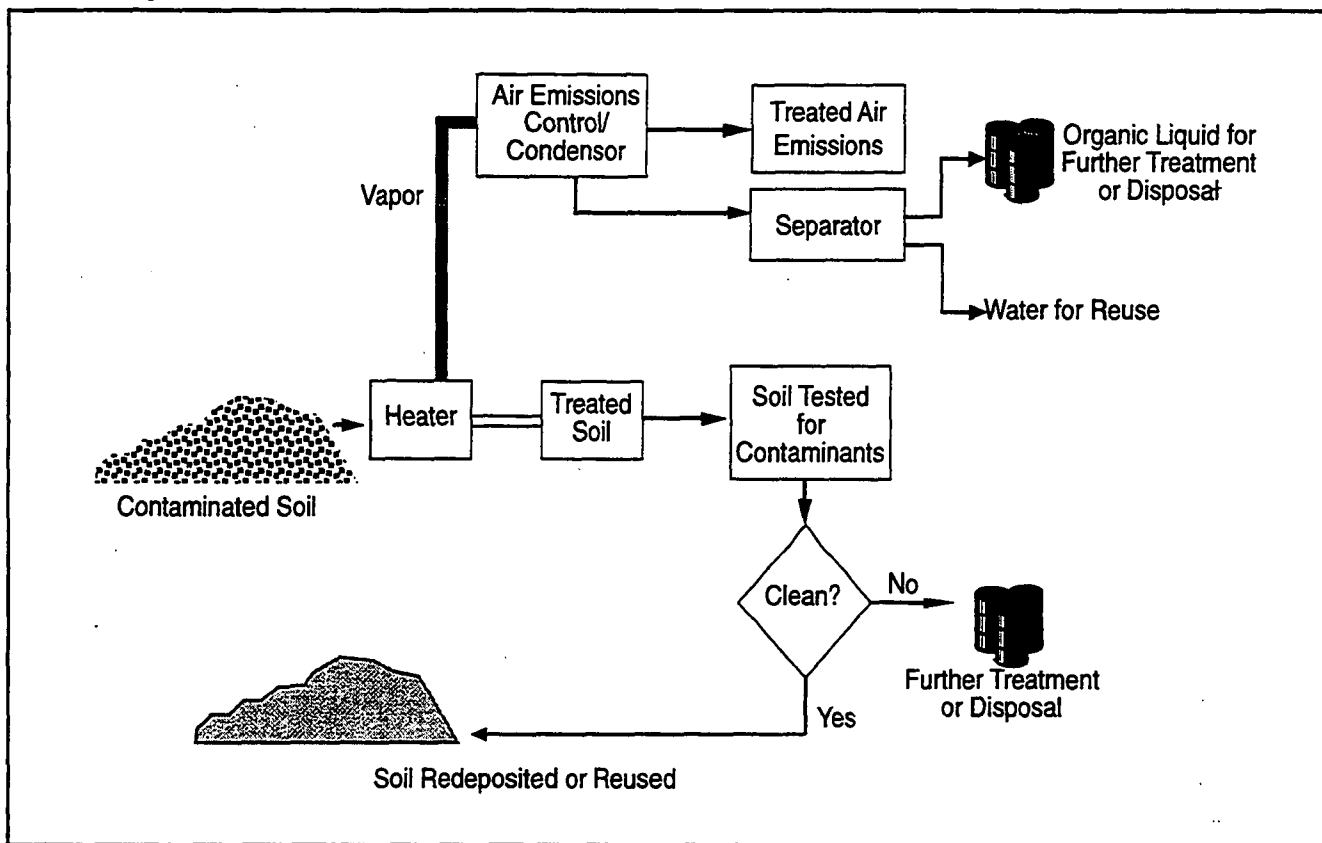 Air Emissions
Control/
Condensor
Treated Air
Emissions
Organic Liquid for
Further Treatment
or Disposal
Vapor
Separator
Water for Reuse
Heater
Treated
Soil
Soil Tested
for
Contaminants
Contaminated Soil
Clean?
No
Further Treatment
or Disposal
Yes
Soil Redeposited or Reused